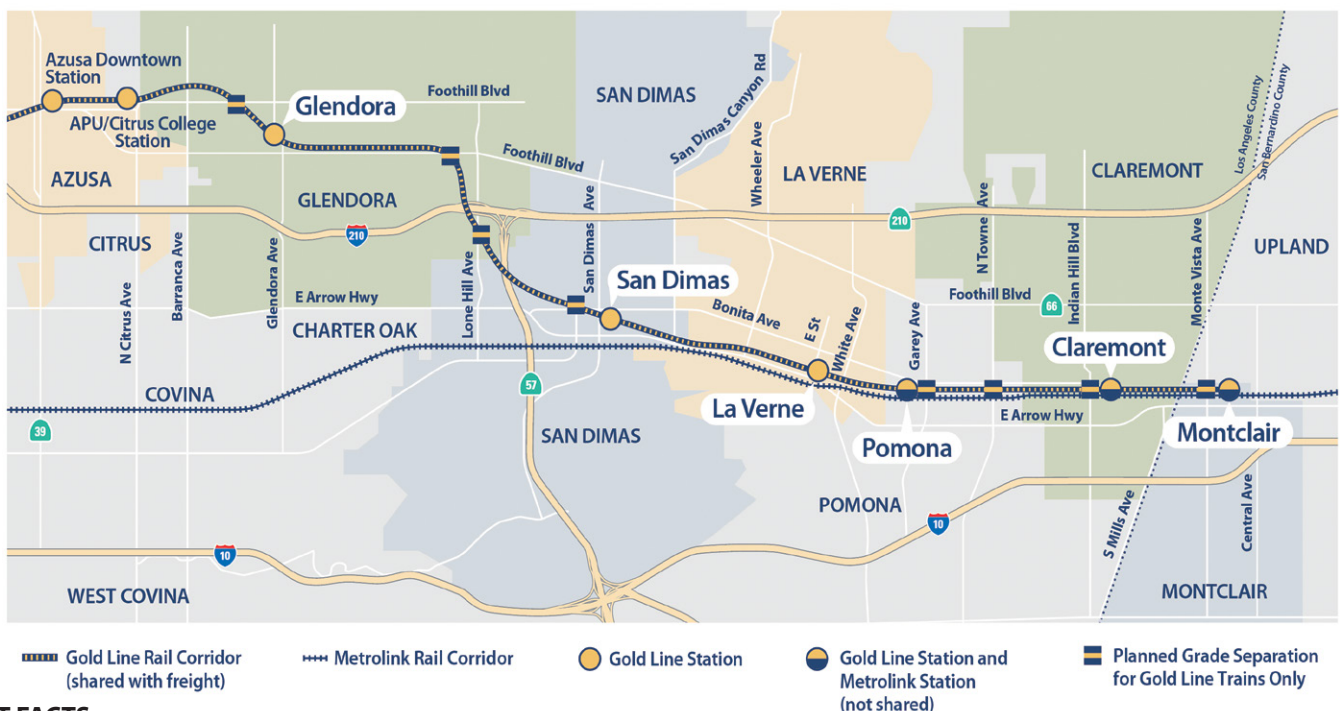 Azusa Downtown
Station
APU/Citrus College
Station
Glendora
Foothill Blvd
Foothill Blvd
SAN DIMAS
San Dimas Canyon Rd
Wheeler Ave
LA VERNE
CLAREMONT
Los Angeles County
San Bernardino County
AZUSA
GLENDORA
210
210
CITRUS
N Citrus Ave
Barranca Ave
Glendora Ave
E Arrow Hwy
CHARTER OAK
Lone Hill Ave
San Dimas Ave
San Dimas
Bonita Ave
E St
White Ave
Garey Ave
N Towne Ave
Foothill Blvd
66
Indian Hill Blvd
Monte Vista Ave
UPLAND
Claremont
COVINA
39
57
SAN DIMAS
La Verne
Pomona
E Arrow Hwy
Montclair
POMONA
10
10
S Mills Ave
Central Ave
WEST COVINA
MONTCLAIR
Gold Line Rail Corridor
(shared with freight)
Metrolink Rail Corridor
Gold Line Station
Gold Line Station and
Metrolink Station
(not shared)
Planned Grade Separation
for Gold Line Trains Only